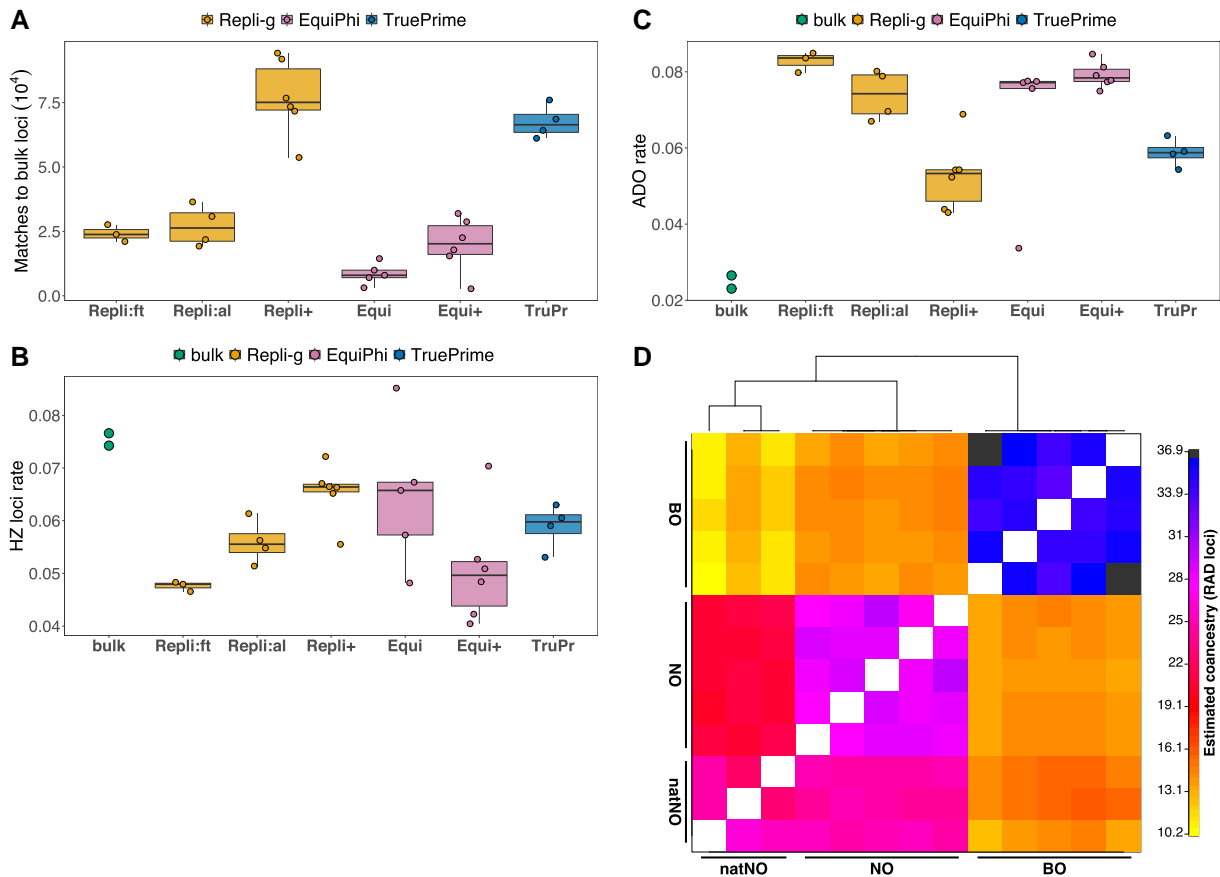 A
Repli-g EquiPhi TruePrime
Matches to bulk loci (10⁴)
7.5
5.0
2.5
0.0
Repli:ft Repli:al Repli+ Equi Equi+ TruPr
B
bulk Repli-g EquiPhi TruePrime
HZ loci rate
0.08
0.07
0.06
0.05
0.04
bulk Repli:ft Repli:al Repli+ Equi Equi+ TruPr
C
bulk Repli-g EquiPhi TruePrime
ADO rate
0.08
0.06
0.04
0.02
bulk Repli:ft Repli:al Repli+ Equi Equi+ TruPr
D
BO
NO
natNO
natNO NO BO
36.9
33.9
31
28
25
22
19.1
16.1
13.1
10.2
Estimated coancestry (RAD loci)